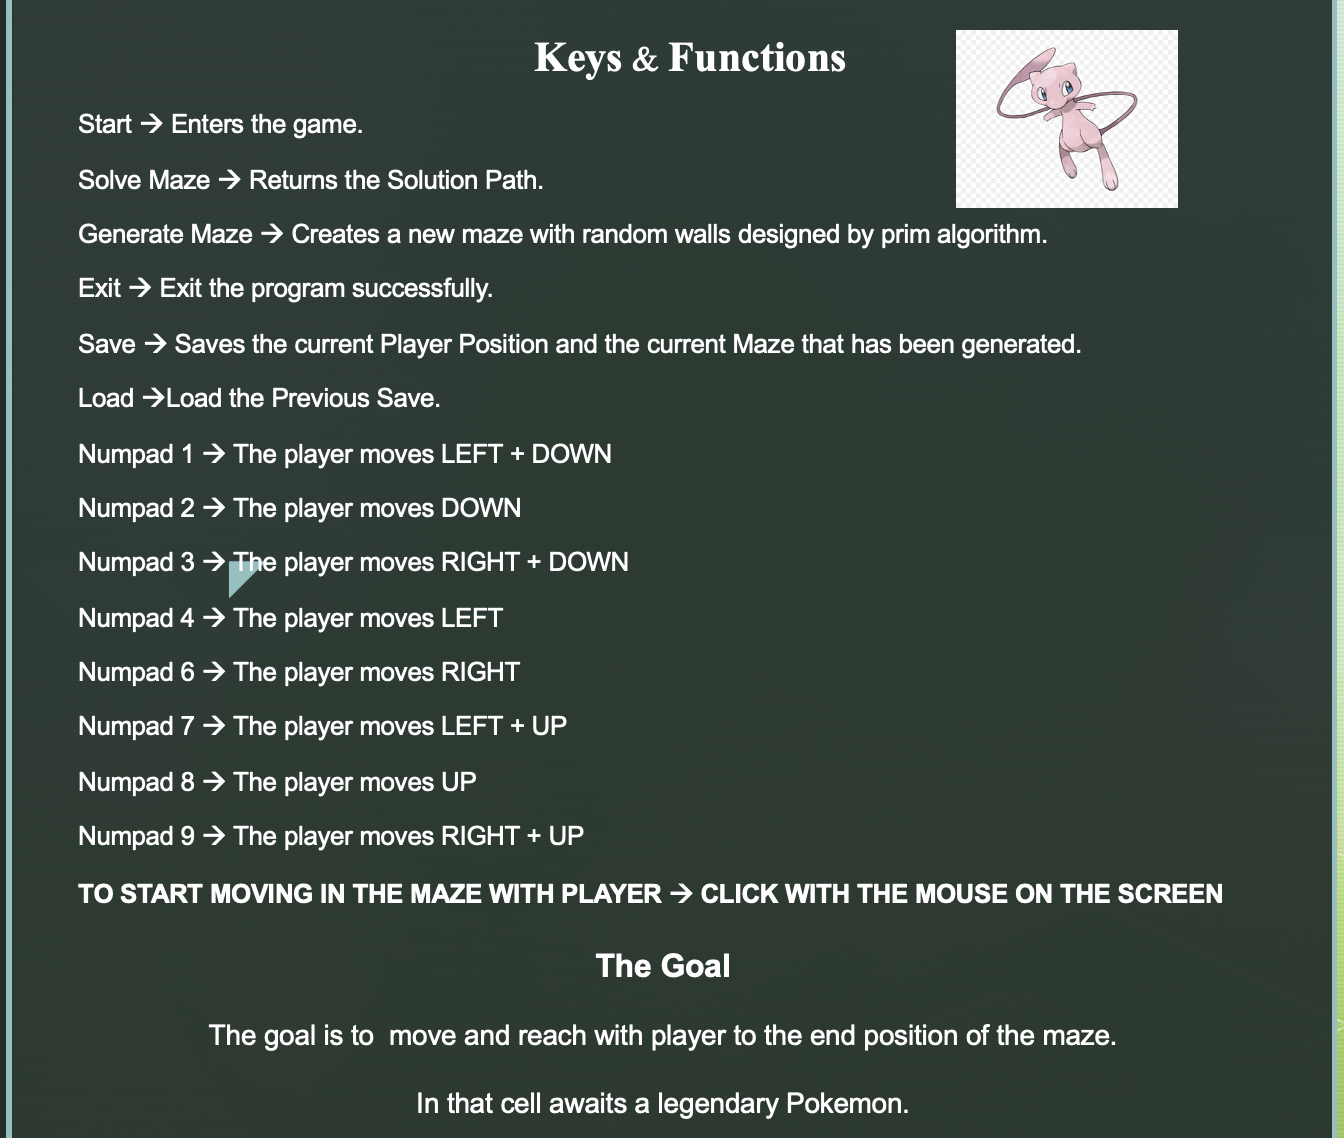 Keys & Functions
Start → Enters the game.
Solve Maze → Returns the Solution Path.
Generate Maze → Creates a new maze with random walls designed by prim algorithm.
Exit → Exit the program successfully.
Save → Saves the current Player Position and the current Maze that has been generated.
Load →Load the Previous Save.
Numpad 1 → The player moves LEFT + DOWN
Numpad 2 → The player moves DOWN
Numpad 3 → The player moves RIGHT + DOWN
Numpad 4 → The player moves LEFT
Numpad 6 → The player moves RIGHT
Numpad 7 → The player moves LEFT + UP
Numpad 8 → The player moves UP
Numpad 9 → The player moves RIGHT + UP
TO START MOVING IN THE MAZE WITH PLAYER → CLICK WITH THE MOUSE ON THE SCREEN
The Goal
The goal is to  move and reach with player to the end position of the maze.
In that cell awaits a legendary Pokemon.